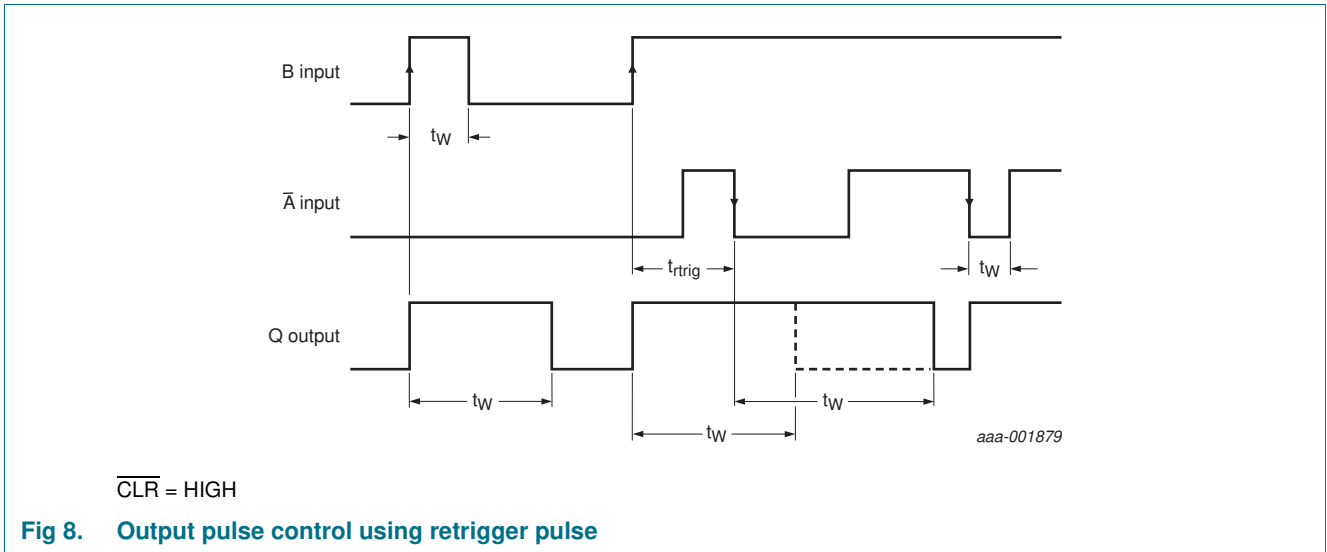 B input
tW
A̅ input
trtrig
tW
Q output
tW
tW
tW
aaa-001879
C̅L̅R̅ = HIGH
Fig 8. Output pulse control using retrigger pulse